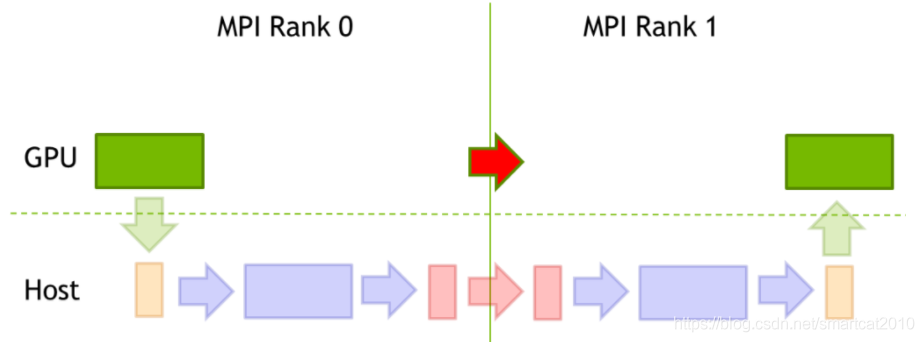 MPI Rank 0
MPI Rank 1
GPU
Host
https://blog.csdn.net/smartcat2010